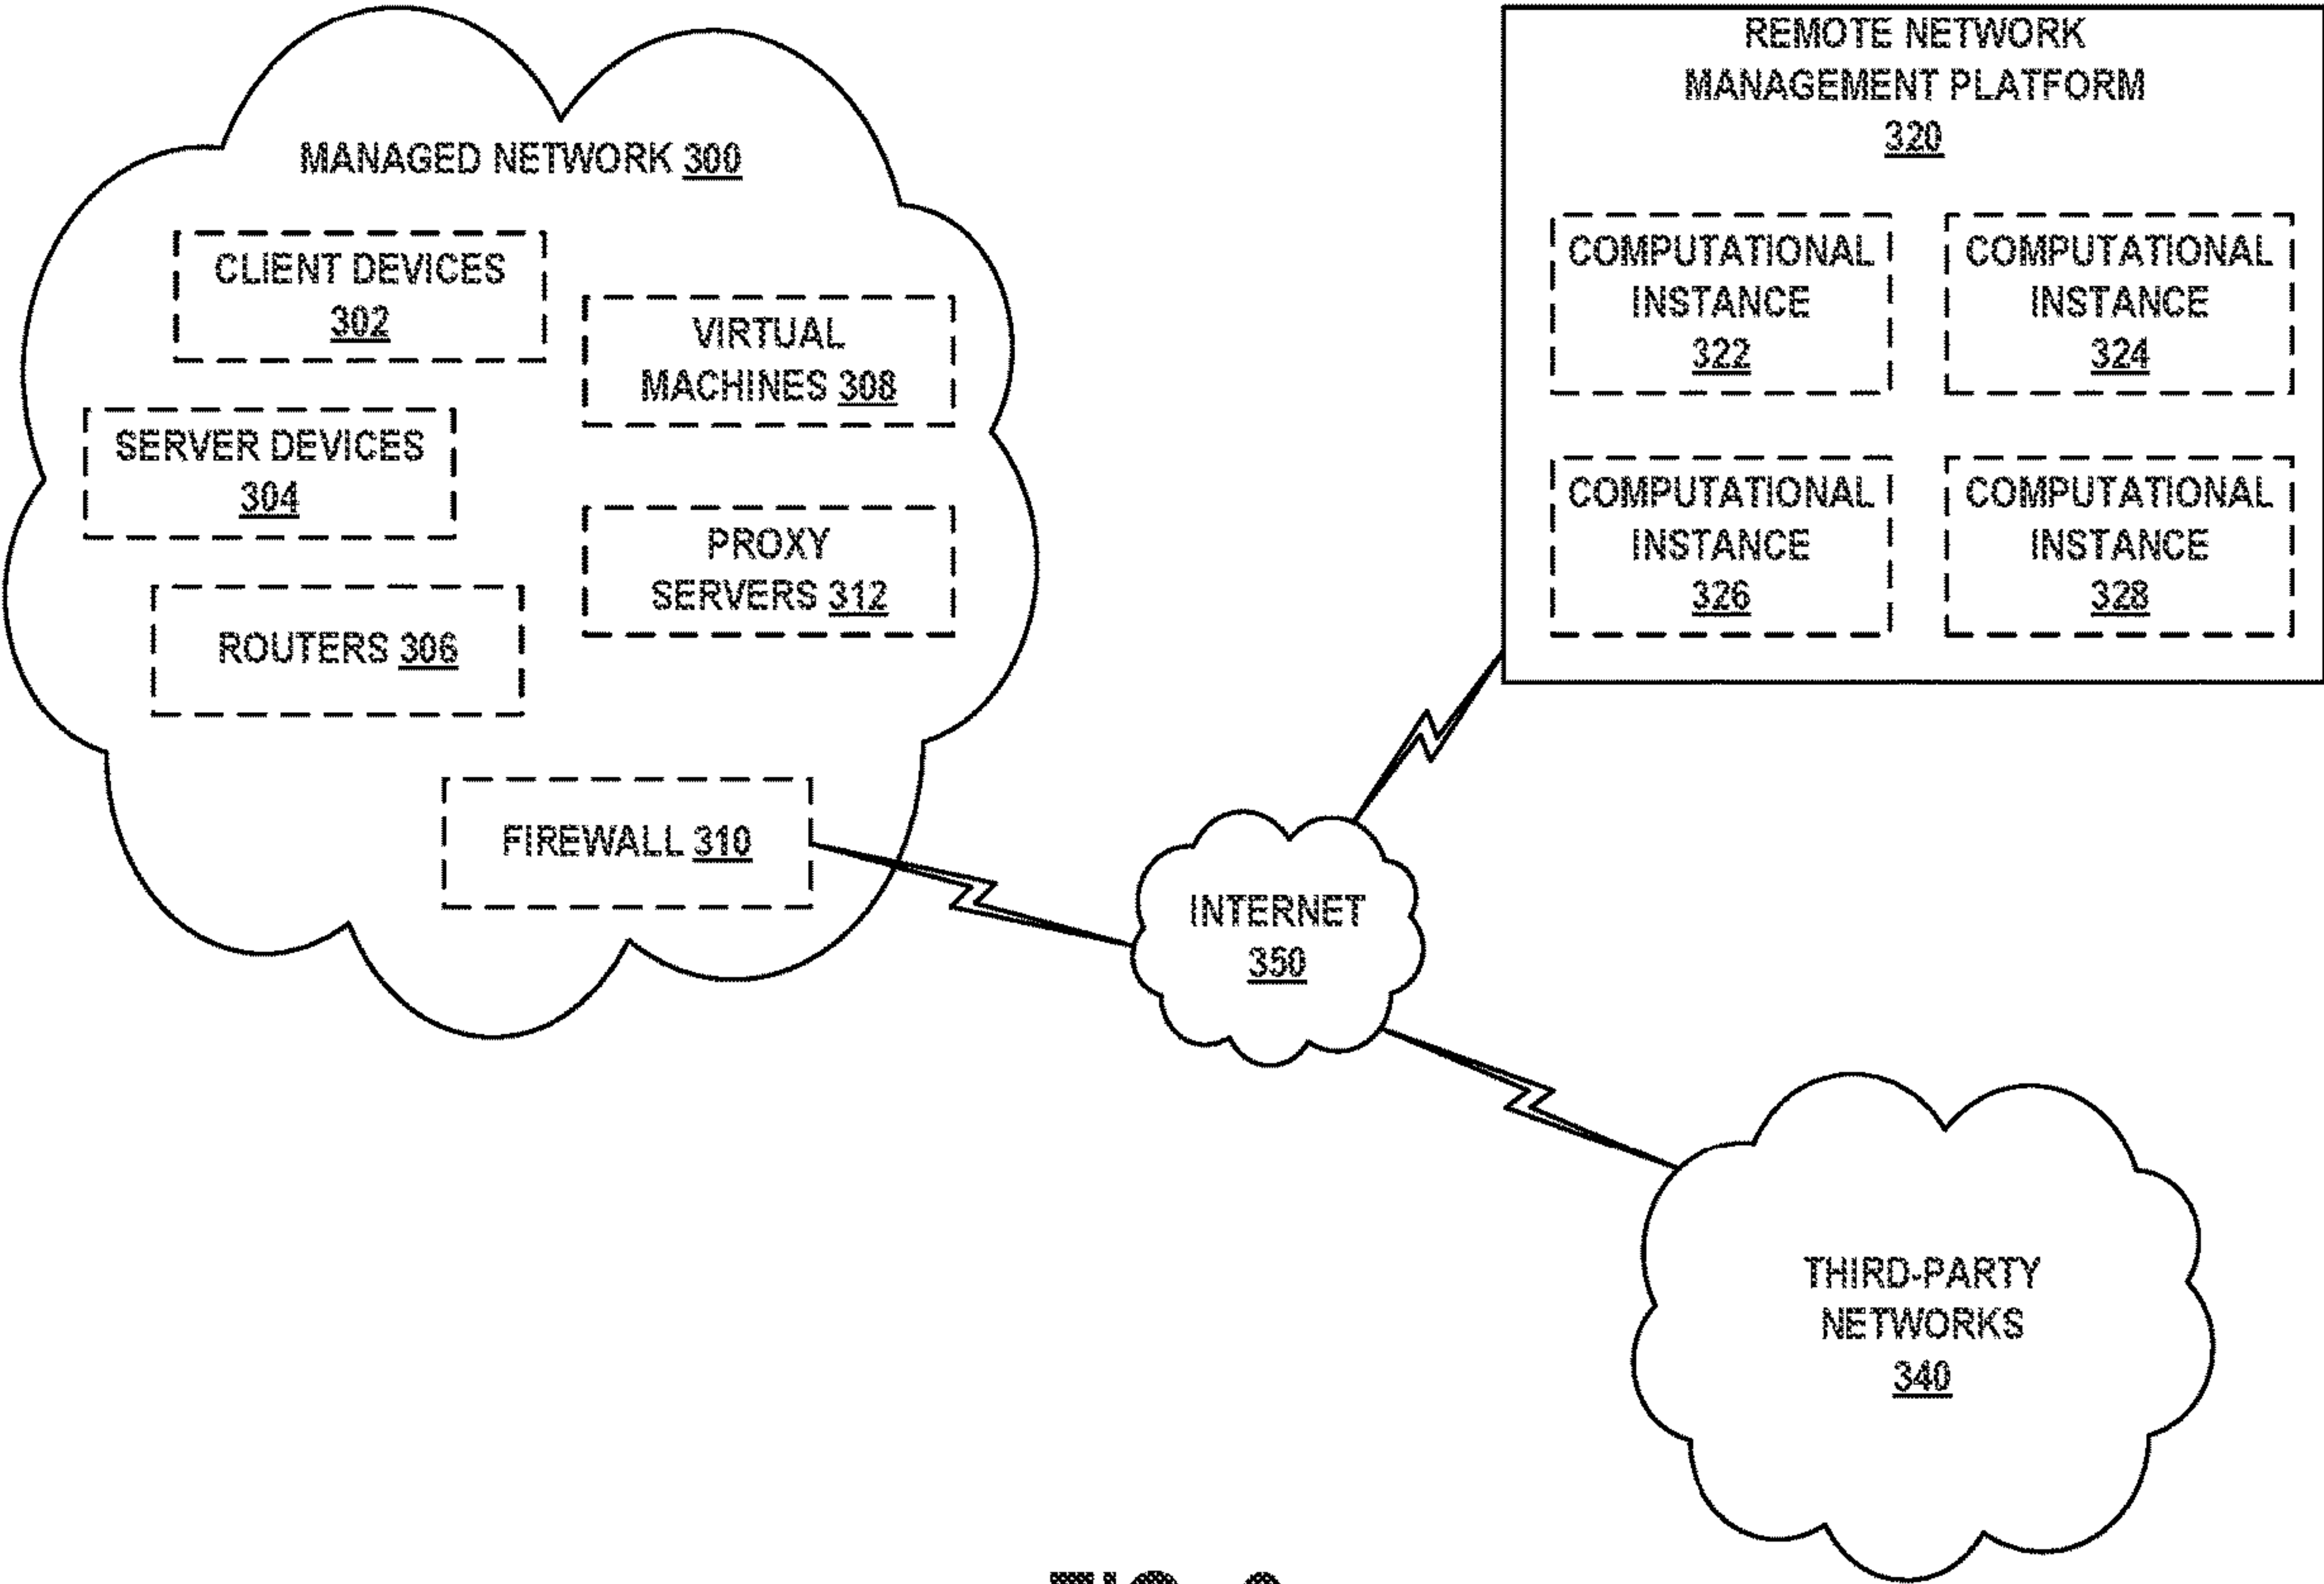 MANAGED NETWORK 300
CLIENT DEVICES
302
VIRTUAL
MACHINES 308
SERVER DEVICES
304
PROXY
SERVERS 312
ROUTERS 306
FIREWALL 310
REMOTE NETWORK
MANAGEMENT PLATFORM
320
COMPUTATIONAL
INSTANCE
322
COMPUTATIONAL
INSTANCE
324
COMPUTATIONAL
INSTANCE
326
COMPUTATIONAL
INSTANCE
328
INTERNET
350
THIRD-PARTY
NETWORKS
340